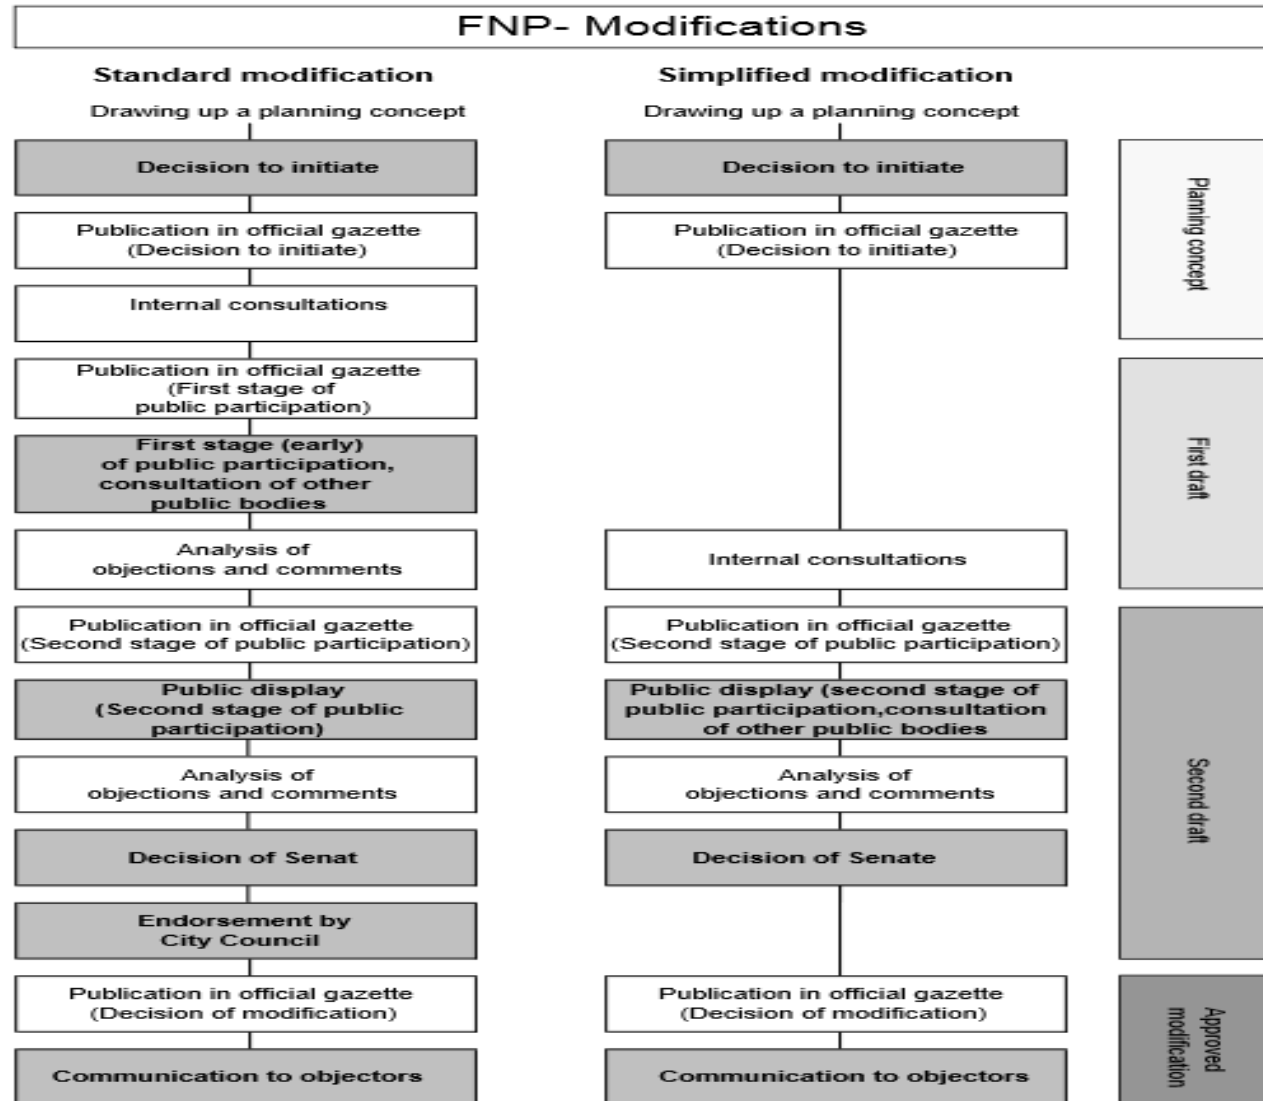 FNP- Modifications
Standard modification
Drawing up a planning concept
Decision to initiate
Publication in official gazette
(Decision to initiate)
Internal consultations
Publication in official gazette
(First stage of
public participation)
First stage (early)
of public participation,
consultation of other
public bodies
Analysis of
objections and comments
Publication in official gazette
(Second stage of public participation)
Public display
(Second stage of public
participation)
Analysis of
objections and comments
Decision of Senat
Endorsement by
City Council
Publication in official gazette
(Decision of modification)
Communication to objectors
Simplified modification
Drawing up a planning concept
Decision to initiate
Publication in official gazette
(Decision to initiate)
Internal consultations
Publication in official gazette
(Second stage of public participation)
Public display (second stage of
public participation,consultation
of other public bodies
Analysis of
objections and comments
Decision of Senate
Publication in official gazette
(Decision of modification)
Communication to objectors
Planning concept
First draft
Second draft
Approved
modification